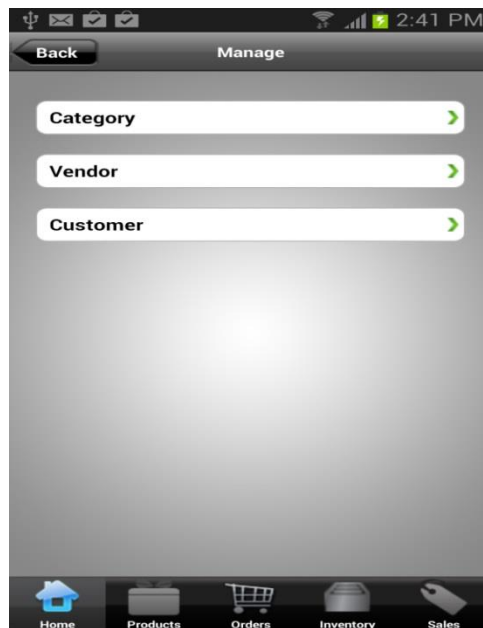 2:41 PM
Back Manage
Category
Vendor
Customer
Home Products Orders Inventory Sales